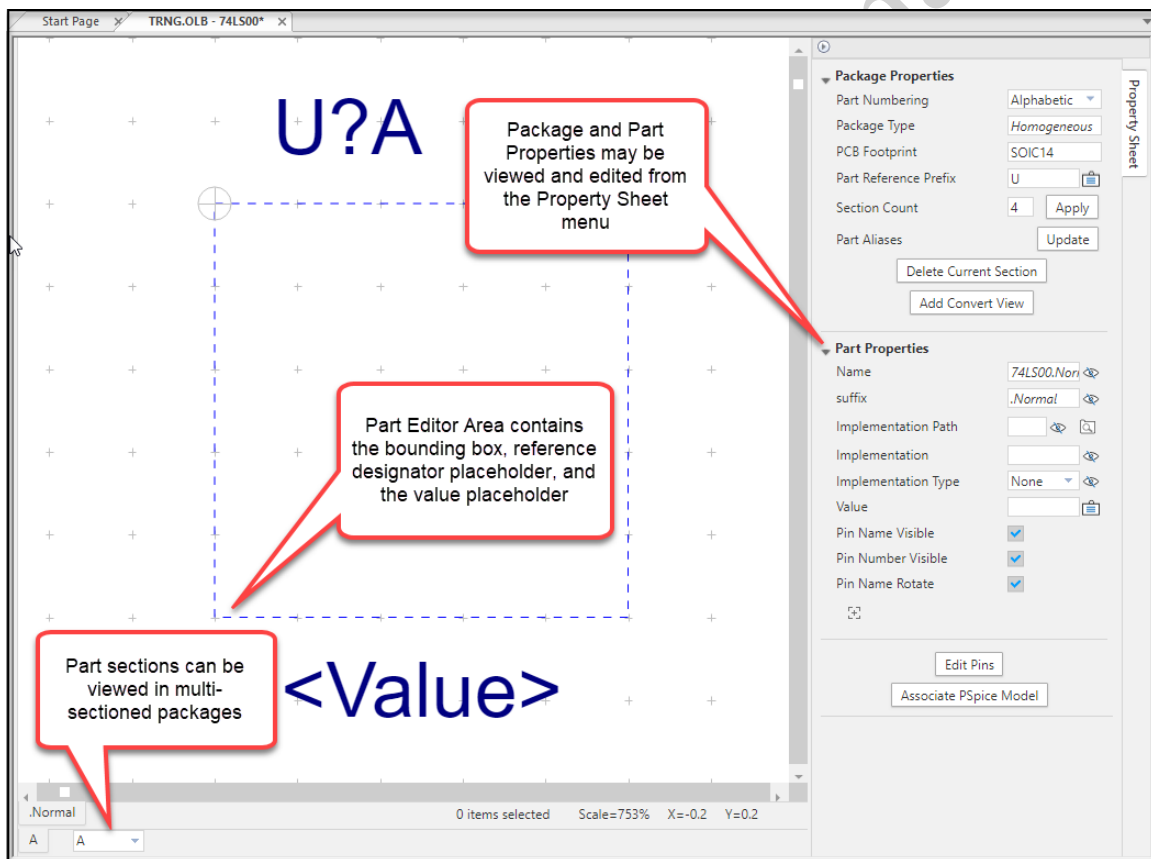 Start Page
TRNG.OLB - 74LS00*
U?A
Package and Part
Properties may be
viewed and edited from
the Property Sheet
menu
Part Editor Area contains
the bounding box, reference
designator placeholder, and
the value placeholder
Part sections can be
viewed in multi-
sectioned packages
<Value>
.Normal
0 items selected Scale=753% X=-0.2 Y=0.2
A A
Package Properties
Part Numbering Alphabetic
Package Type Homogeneous
PCB Footprint SOIC14
Part Reference Prefix U
Section Count 4 Apply
Part Aliases Update
Delete Current Section
Add Convert View
Part Properties
Name 74LS00.Nor
suffix .Normal
Implementation Path
Implementation
Implementation Type None
Value
Pin Name Visible
Pin Number Visible
Pin Name Rotate
Edit Pins
Associate PSpice Model
Property Sheet